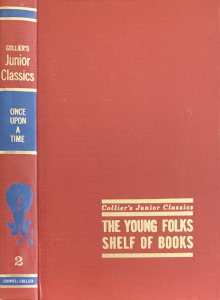 COLLIER'S
Junior
Classics
ONCE
UPON
A
TIME
2
CROWELL COLLIER
Collier's Junior Classics
THE YOUNG FOLKS
SHELF OF BOOKS